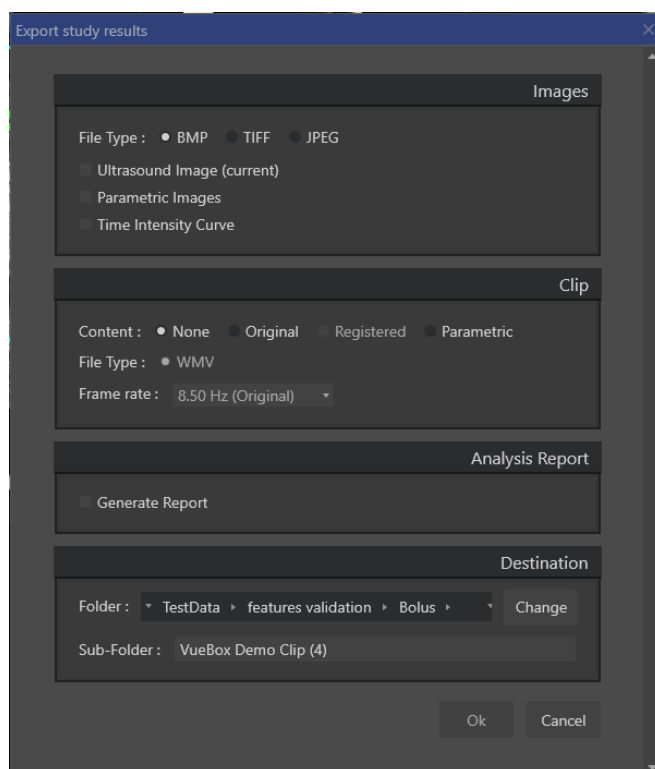 Export study results
Images
File Type : BMP TIFF JPEG
Ultrasound Image (current)
Parametric Images
Time Intensity Curve
Clip
Content : None Original Registered Parametric
File Type : WMV
Frame rate : 8.50 Hz (Original)
Analysis Report
Generate Report
Destination
Folder : TestData features validation Bolus Change
Sub-Folder : VueBox Demo Clip (4)
Ok Cancel